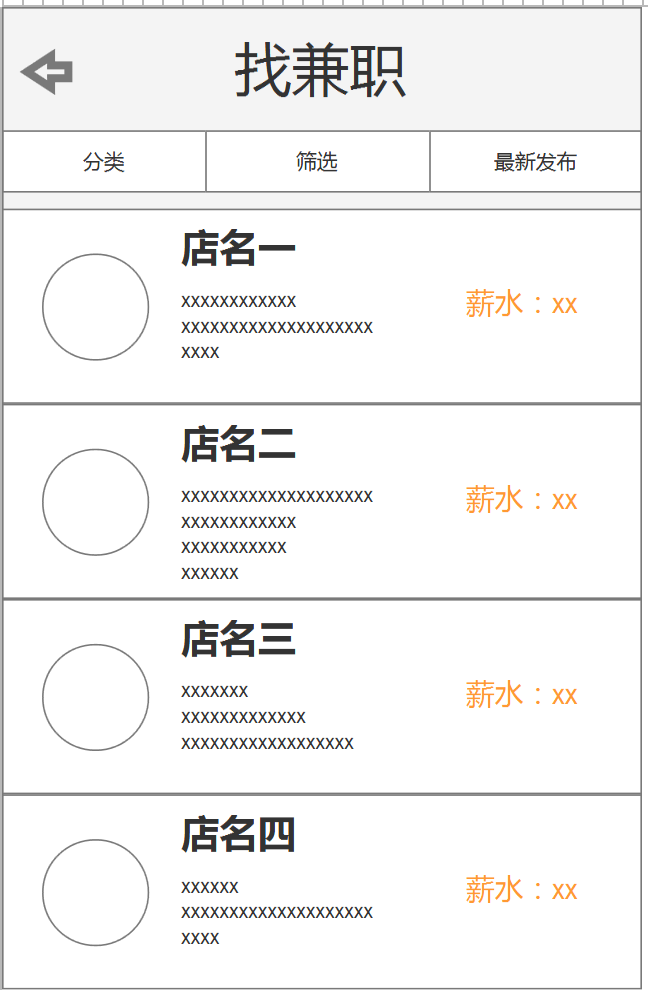 找兼职
分类 筛选 最新发布
店名一
xxxxxxxxxxxx
xxxxxxxxxxxxxxxxxxxx
xxxx
薪水：xx
店名二
xxxxxxxxxxxxxxxxxxxx
xxxxxxxxxxxx
xxxxxxxxxxx
xxxxxx
薪水：xx
店名三
xxxxxxx
xxxxxxxxxxxxx
xxxxxxxxxxxxxxxxxx
薪水：xx
店名四
xxxxxx
xxxxxxxxxxxxxxxxxxxx
xxxx
薪水：xx